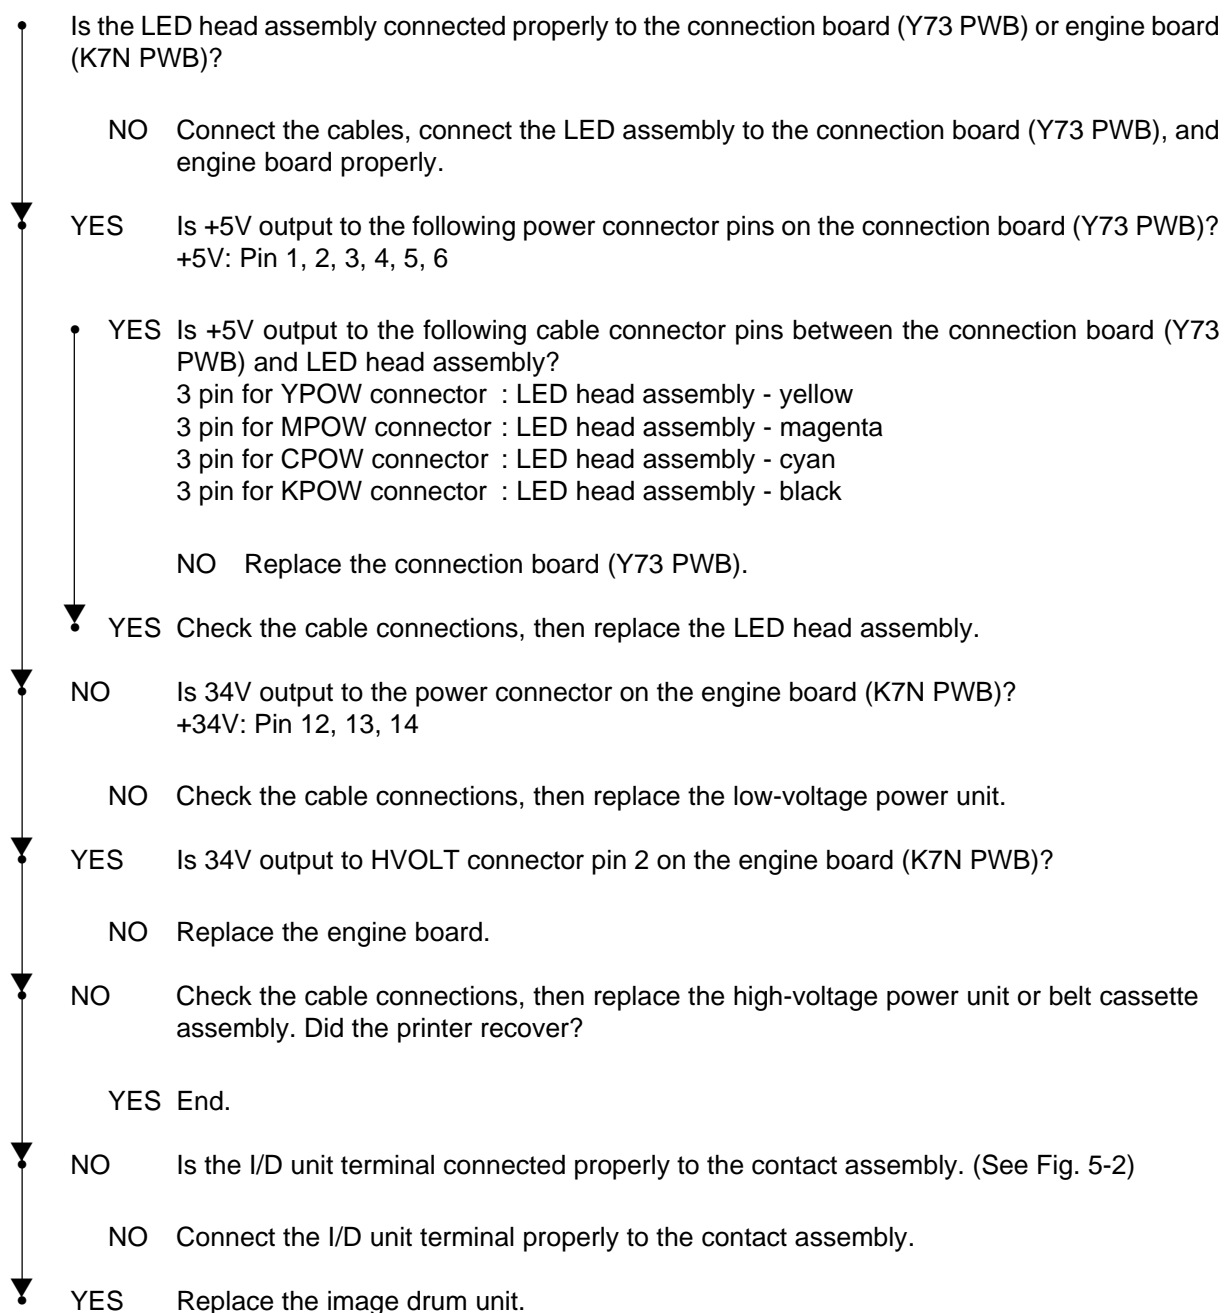 Is the LED head assembly connected properly to the connection board (Y73 PWB) or engine board
(K7N PWB)?
NO Connect the cables, connect the LED assembly to the connection board (Y73 PWB), and
engine board properly.
YES Is +5V output to the following power connector pins on the connection board (Y73 PWB)?
+5V: Pin 1, 2, 3, 4, 5, 6
YES Is +5V output to the following cable connector pins between the connection board (Y73
PWB) and LED head assembly?
3 pin for YPOW connector : LED head assembly - yellow
3 pin for MPOW connector : LED head assembly - magenta
3 pin for CPOW connector : LED head assembly - cyan
3 pin for KPOW connector : LED head assembly - black
NO Replace the connection board (Y73 PWB).
YES Check the cable connections, then replace the LED head assembly.
NO Is 34V output to the power connector on the engine board (K7N PWB)?
+34V: Pin 12, 13, 14
NO Check the cable connections, then replace the low-voltage power unit.
YES Is 34V output to HVOLT connector pin 2 on the engine board (K7N PWB)?
NO Replace the engine board.
NO Check the cable connections, then replace the high-voltage power unit or belt cassette
assembly. Did the printer recover?
YES End.
NO Is the I/D unit terminal connected properly to the contact assembly. (See Fig. 5-2)
NO Connect the I/D unit terminal properly to the contact assembly.
YES Replace the image drum unit.